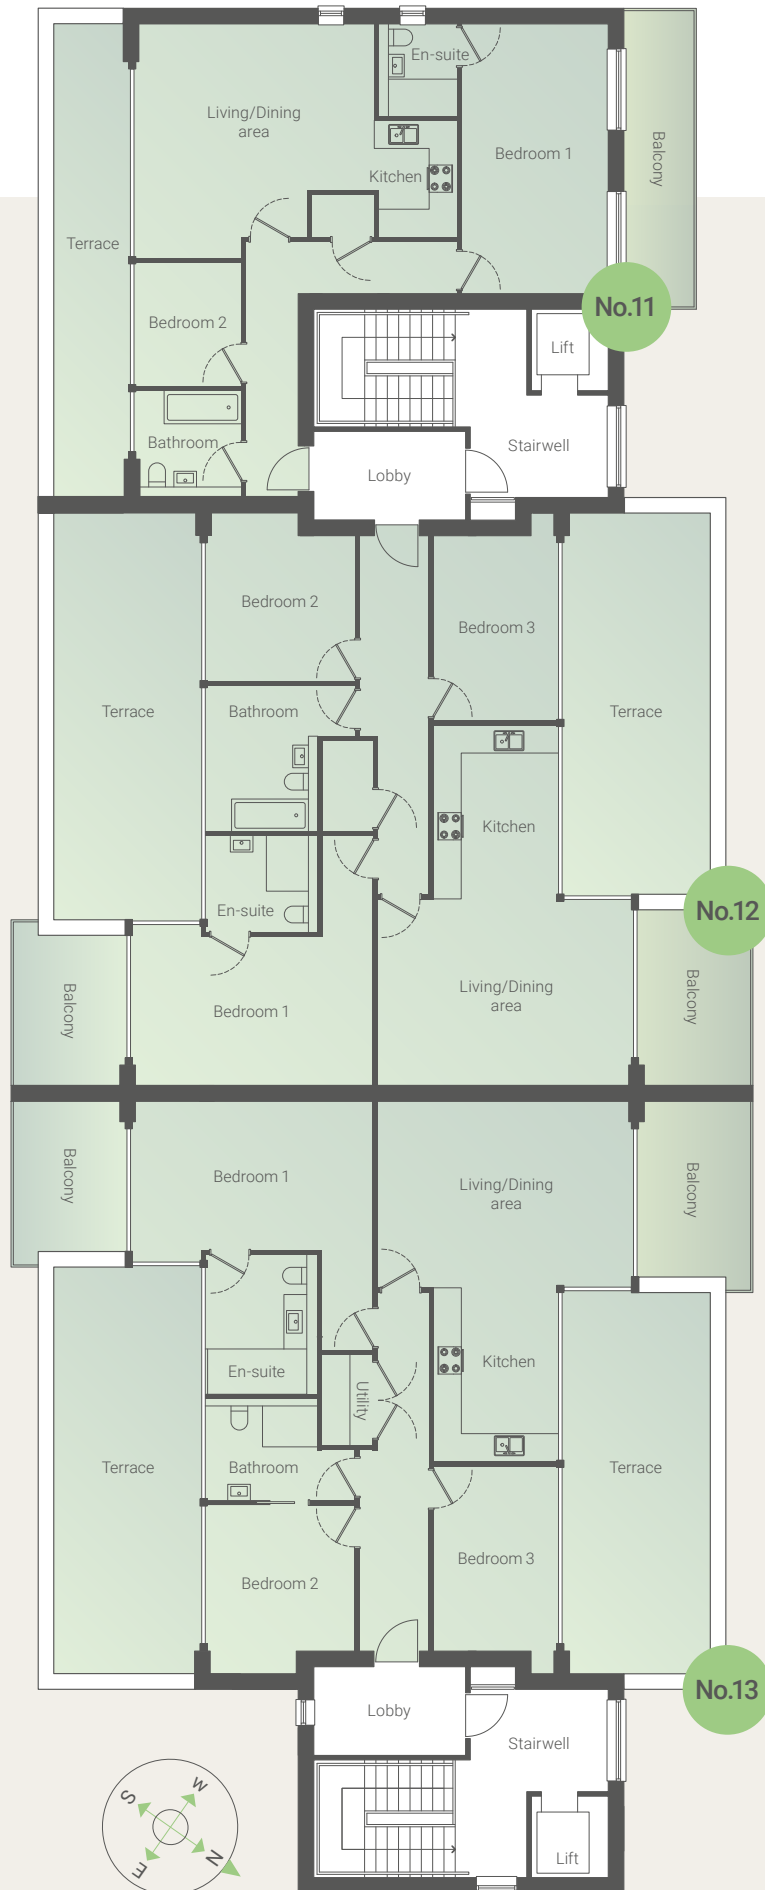 En-suite
Living/Dining
area
Bedroom 1
Balcony
Kitchen
Terrace
No.11
Bedroom 2
Lift
Bathroom
Stairwell
Lobby
Bedroom 2
Bedroom 3
Terrace
Bathroom
Terrace
Kitchen
En-suite
No.12
Balcony
Bedroom 1
Living/Dining
area
Balcony
Balcony
Bedroom 1
Living/Dining
area
Balcony
En-suite
Kitchen
Utility
Terrace
Bathroom
Terrace
Bedroom 2
Bedroom 3
No.13
Lobby
Stairwell
Lift
S
W
E
N